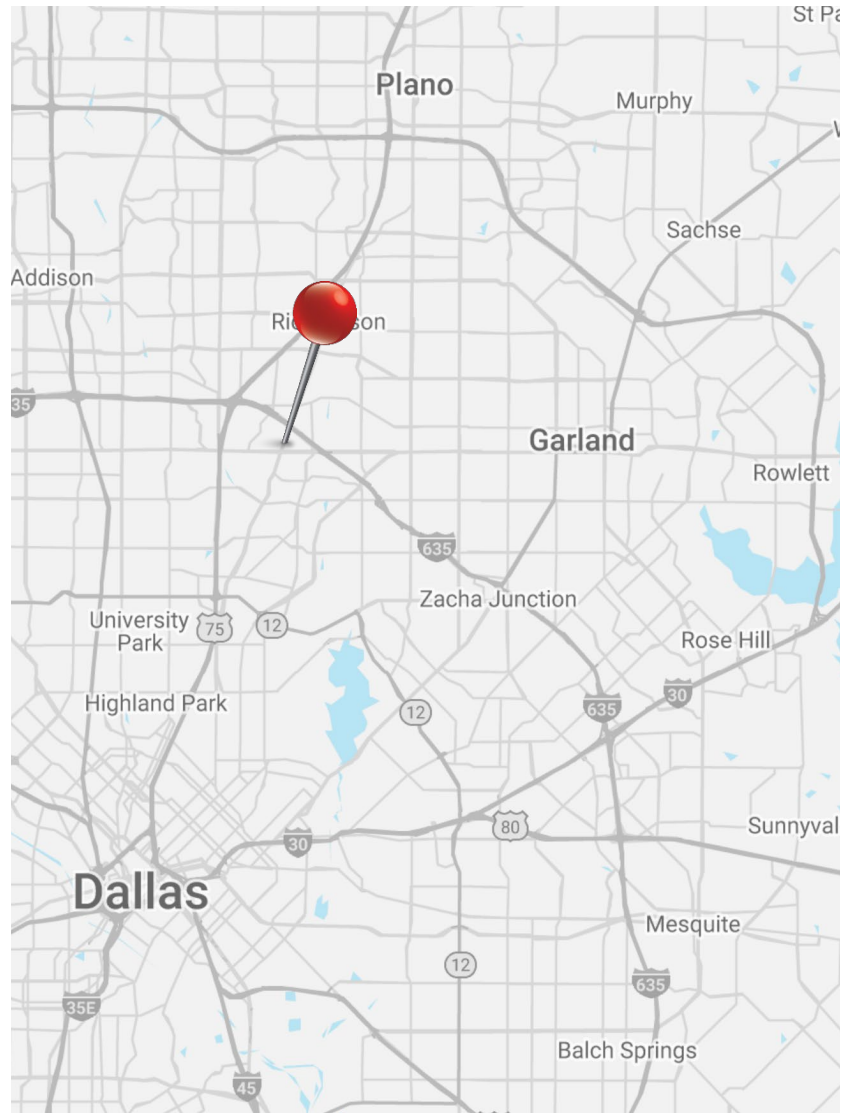 St Pa
Plano
Murphy
W
Sachse
Addison
Ric son
35
Garland
Rowlett
635
Zacha Junction
University
Park
75
12
Rose Hill
Highland Park
30
635
12
80
Sunnyval
30
Dallas
Mesquite
12
635
35E
Balch Springs
45